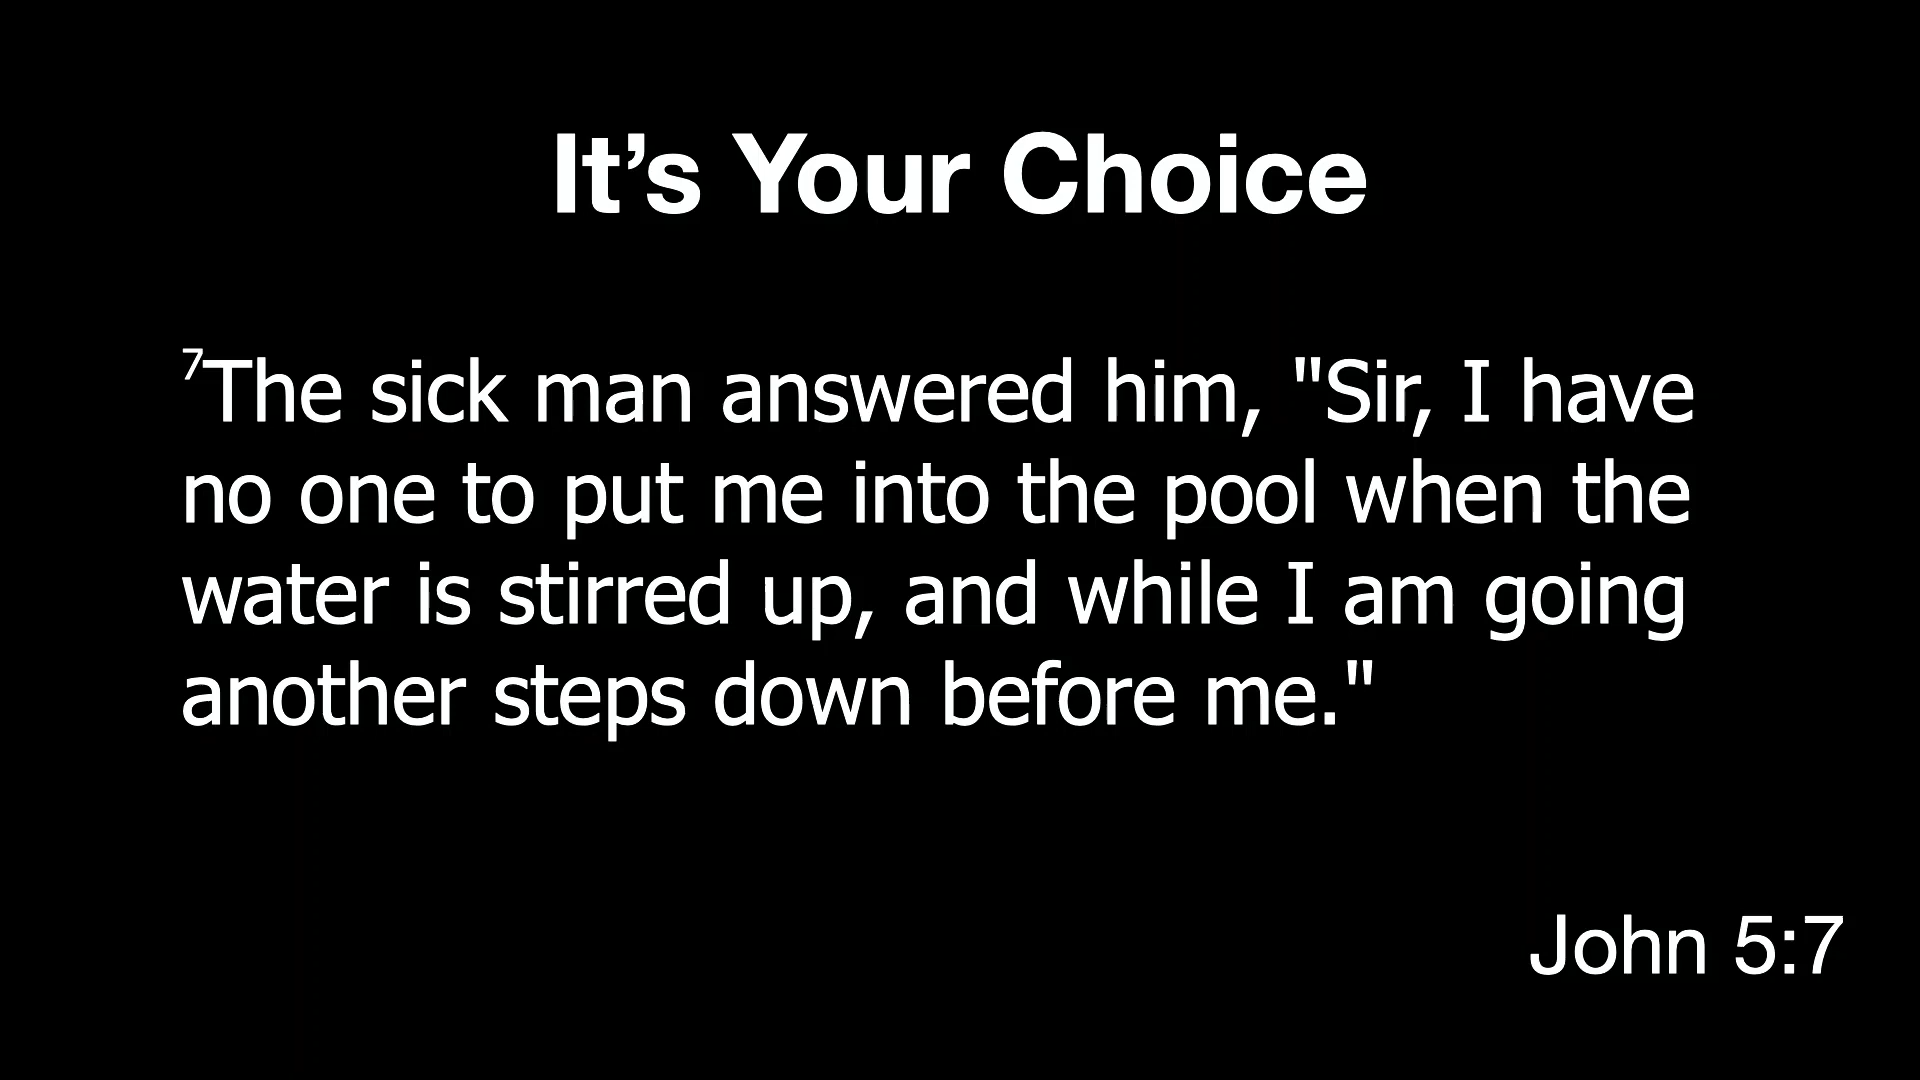 It’s Your Choice
⁷The sick man answered him, "Sir, I have
no one to put me into the pool when the
water is stirred up, and while I am going
another steps down before me."
John 5:7